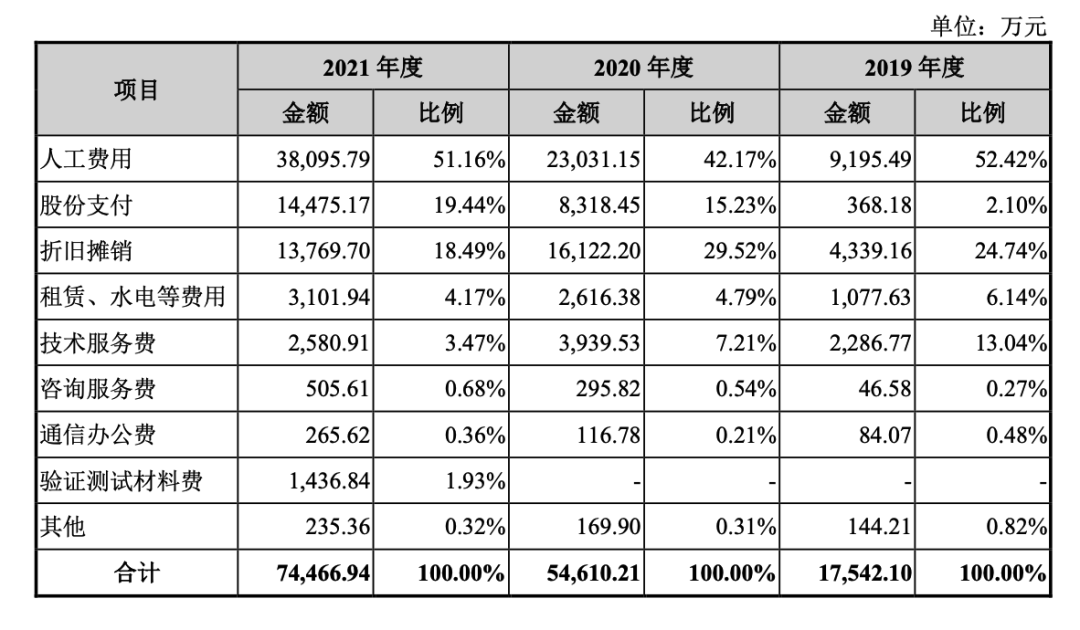 单位：万元
项目 2021 年度 2020 年度 2019 年度
金额 比例 金额 比例 金额 比例
人工费用 38,095.79 51.16% 23,031.15 42.17% 9,195.49 52.42%
股份支付 14,475.17 19.44% 8,318.45 15.23% 368.18 2.10%
折旧摊销 13,769.70 18.49% 16,122.20 29.52% 4,339.16 24.74%
租赁、水电等费用 3,101.94 4.17% 2,616.38 4.79% 1,077.63 6.14%
技术服务费 2,580.91 3.47% 3,939.53 7.21% 2,286.77 13.04%
咨询服务费 505.61 0.68% 295.82 0.54% 46.58 0.27%
通信办公费 265.62 0.36% 116.78 0.21% 84.07 0.48%
验证测试材料费 1,436.84 1.93% - - - -
其他 235.36 0.32% 169.90 0.31% 144.21 0.82%
合计 74,466.94 100.00% 54,610.21 100.00% 17,542.10 100.00%